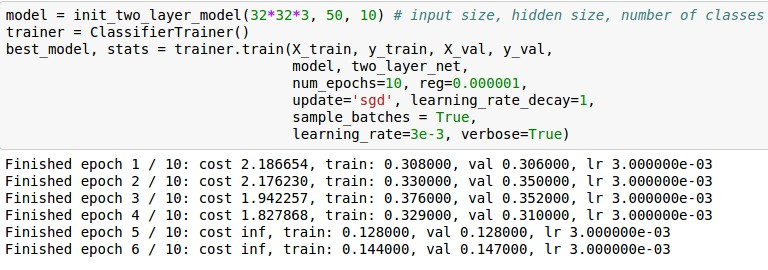 model = init_two_layer_model(32*32*3, 50, 10) # input size, hidden size, number of classes
trainer = ClassifierTrainer()
best_model, stats = trainer.train(X_train, y_train, X_val, y_val,
model, two_layer_net,
num_epochs=10, reg=0.000001,
update='sgd', learning_rate_decay=1,
sample_batches = True,
learning_rate=3e-3, verbose=True)
Finished epoch 1 / 10: cost 2.186654, train: 0.308000, val 0.306000, lr 3.000000e-03
Finished epoch 2 / 10: cost 2.176230, train: 0.330000, val 0.350000, lr 3.000000e-03
Finished epoch 3 / 10: cost 1.942257, train: 0.376000, val 0.352000, lr 3.000000e-03
Finished epoch 4 / 10: cost 1.827868, train: 0.329000, val 0.310000, lr 3.000000e-03
Finished epoch 5 / 10: cost inf, train: 0.128000, val 0.128000, lr 3.000000e-03
Finished epoch 6 / 10: cost inf, train: 0.144000, val 0.147000, lr 3.000000e-03